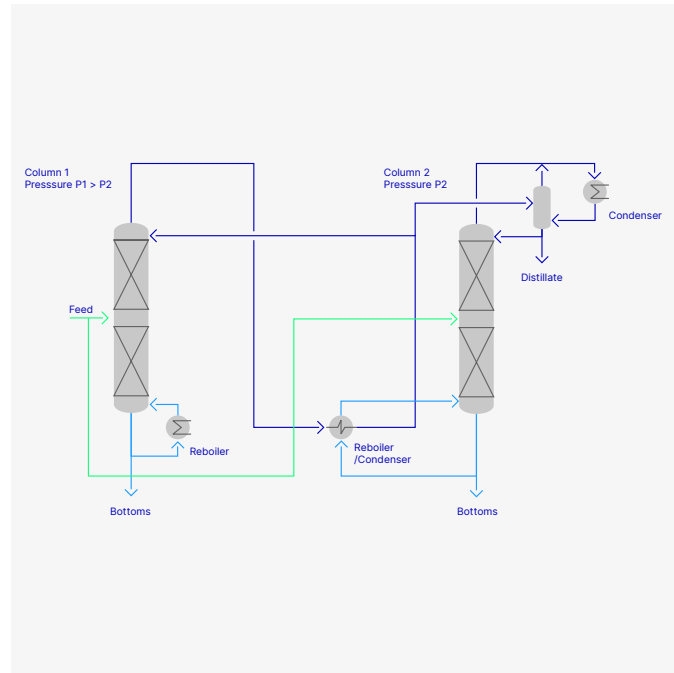 Column 1
Presssure P1 > P2
Column 2
Presssure P2
Condenser
Distillate
Feed
Reboiler
Reboiler
/Condenser
Bottoms
Bottoms